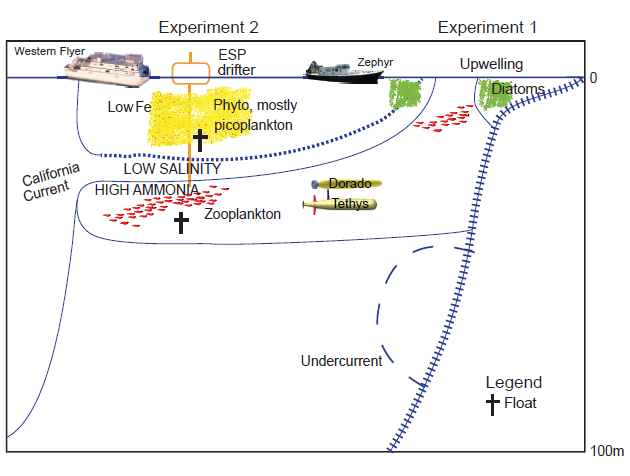 Experiment 2
Experiment 1
Western Flyer
ESP
drifter
Zephyr
Upwelling
0
Diatoms
Low Fe
Phyto, mostly
picoplankton
LOW SALINITY
California
Current
HIGH AMMONIA
Dorado
Zooplankton
Tethys
Undercurrent
Legend
Float
100m